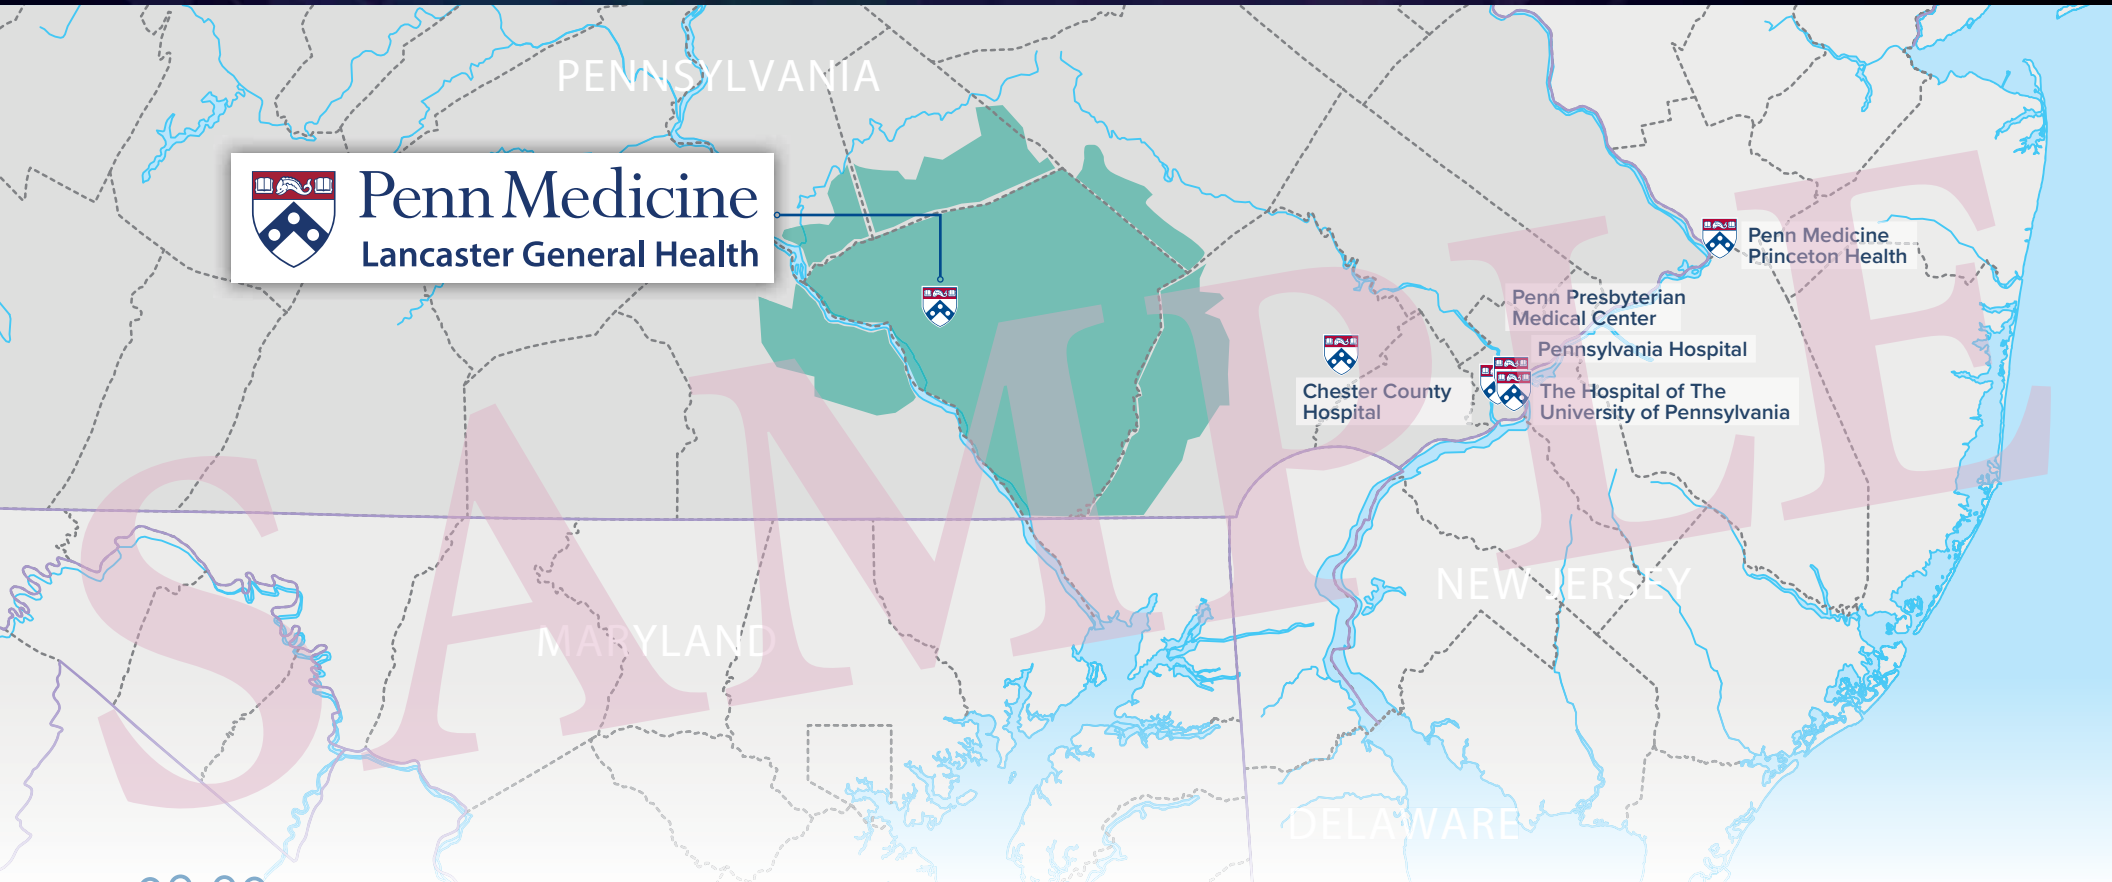 PENNSYLVANIA
Penn Medicine
Lancaster General Health
Penn Medicine
Princeton Health
Penn Presbyterian
Medical Center
Pennsylvania Hospital
Chester County
Hospital
The Hospital of The
University of Pennsylvania
SAMPLE
NEW JERSEY
MARYLAND
DELAWARE